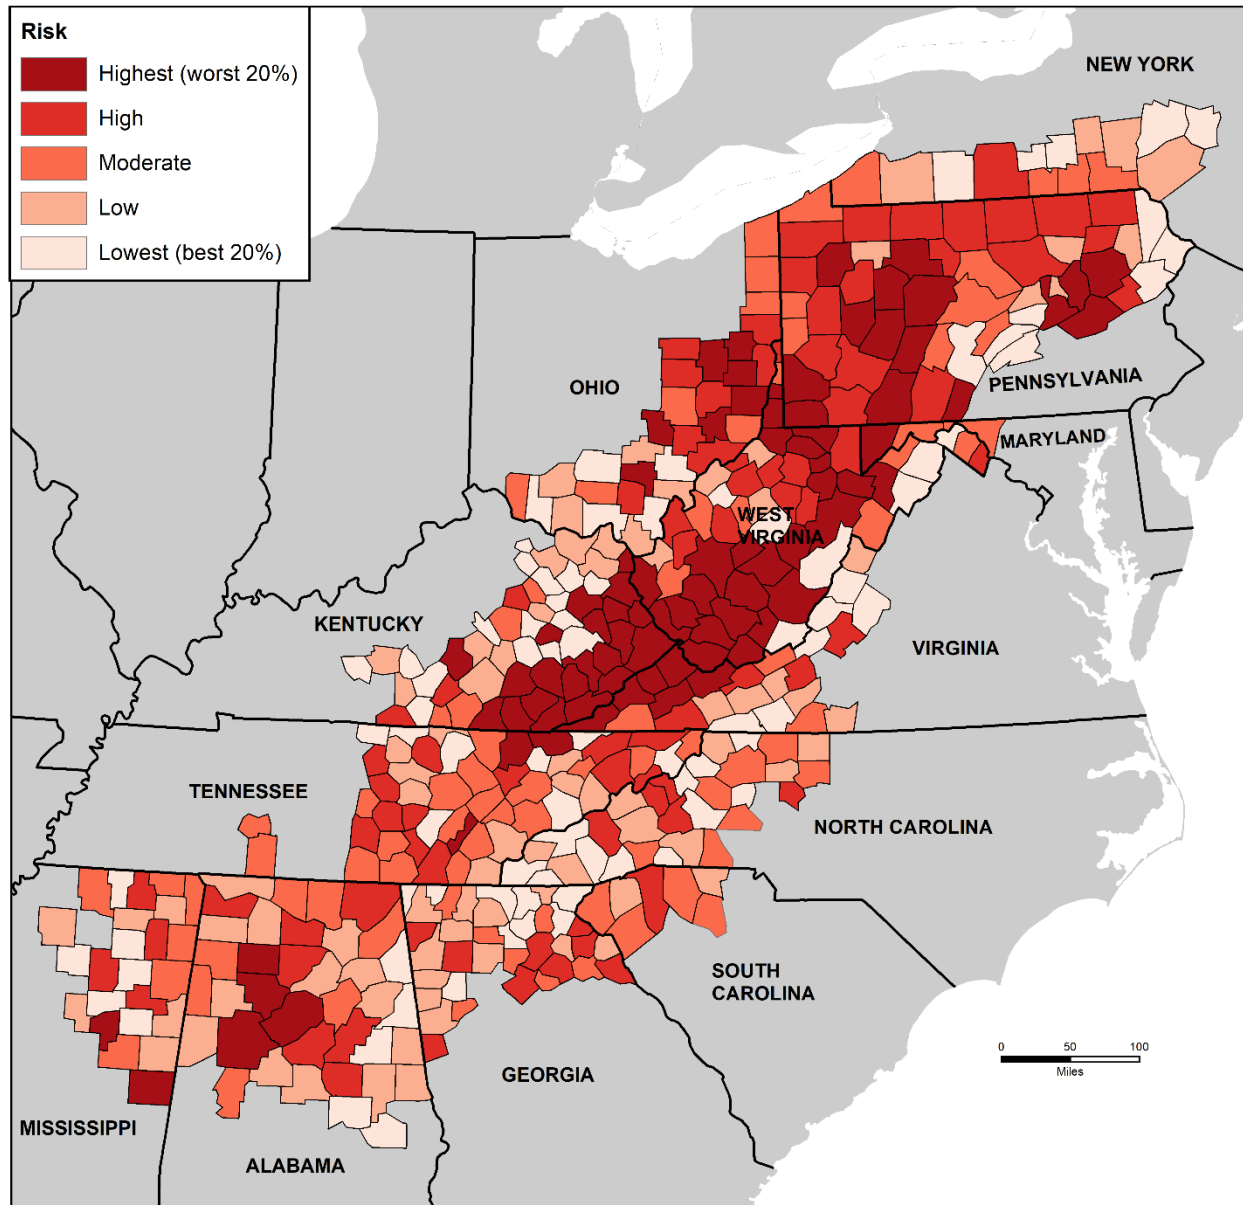 Risk
Highest (worst 20%)
High
Moderate
Low
Lowest (best 20%)
NEW YORK
OHIO
PENNSYLVANIA
MARYLAND
WEST
VIRGINIA
KENTUCKY
VIRGINIA
TENNESSEE
NORTH CAROLINA
SOUTH
CAROLINA
GEORGIA
MISSISSIPPI
ALABAMA
0 50 100
Miles